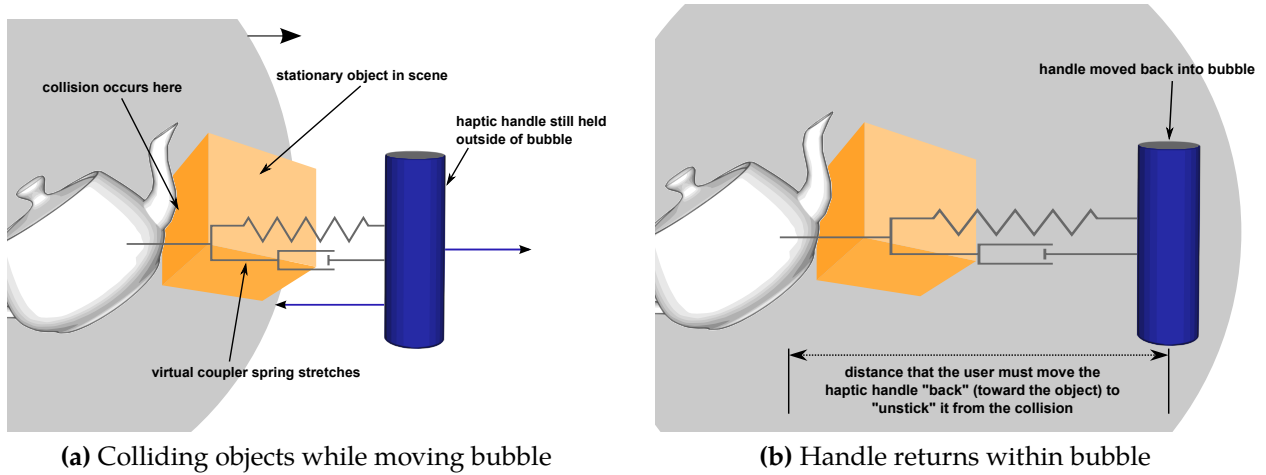 stationary object in scene
collision occurs here
haptic handle still held
outside of bubble
virtual coupler spring stretches
(a) Colliding objects while moving bubble
handle moved back into bubble
distance that the user must move the
haptic handle "back" (toward the object) to
"unstick" it from the collision
(b) Handle returns within bubble